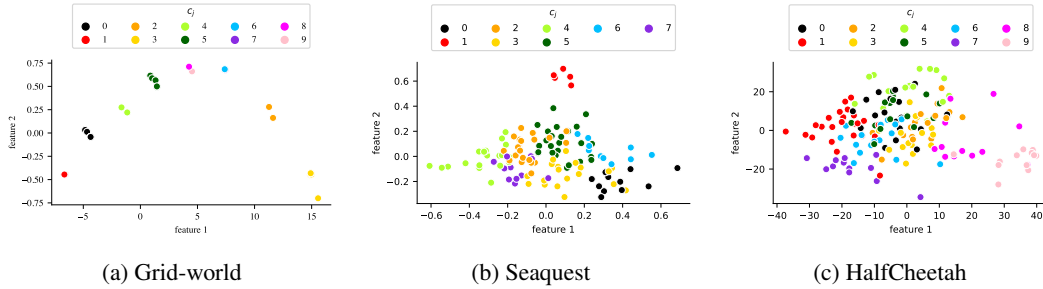 c_j
0 2 4 6 8
1 3 5 7 9
0.75
0.50
0.25
0.00
-0.25
-0.50
-0.75
feature 2
-5 0 5 10 15
feature 1
(a) Grid-world
c_j
0 2 4 6 7
1 3 5
0.6
0.4
0.2
0.0
−0.2
feature 2
−0.6 −0.4 −0.2 0.0 0.2 0.4 0.6
feature 1
(b) Seaquest
c_j
0 2 4 6 8
1 3 5 7 9
20
0
−20
feature 2
−40 −30 −20 −10 0 10 20 30 40
feature 1
(c) HalfCheetah